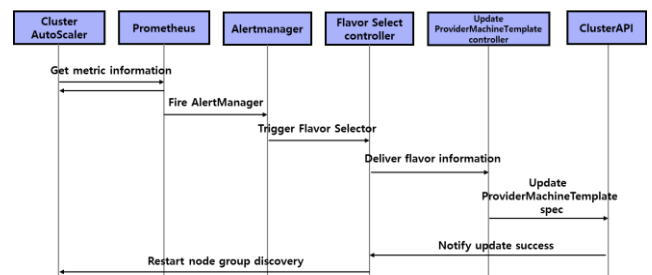 Cluster
AutoScaler
Prometheus
Alertmanager
Flavor Select
controller
Update
ProviderMachineTemplate
controller
ClusterAPI
Get metric information
Fire AlertManager
Trigger Flavor Selector
Deliver flavor information
Update
ProviderMachineTemplate
spec
Notify update success
Restart node group discovery